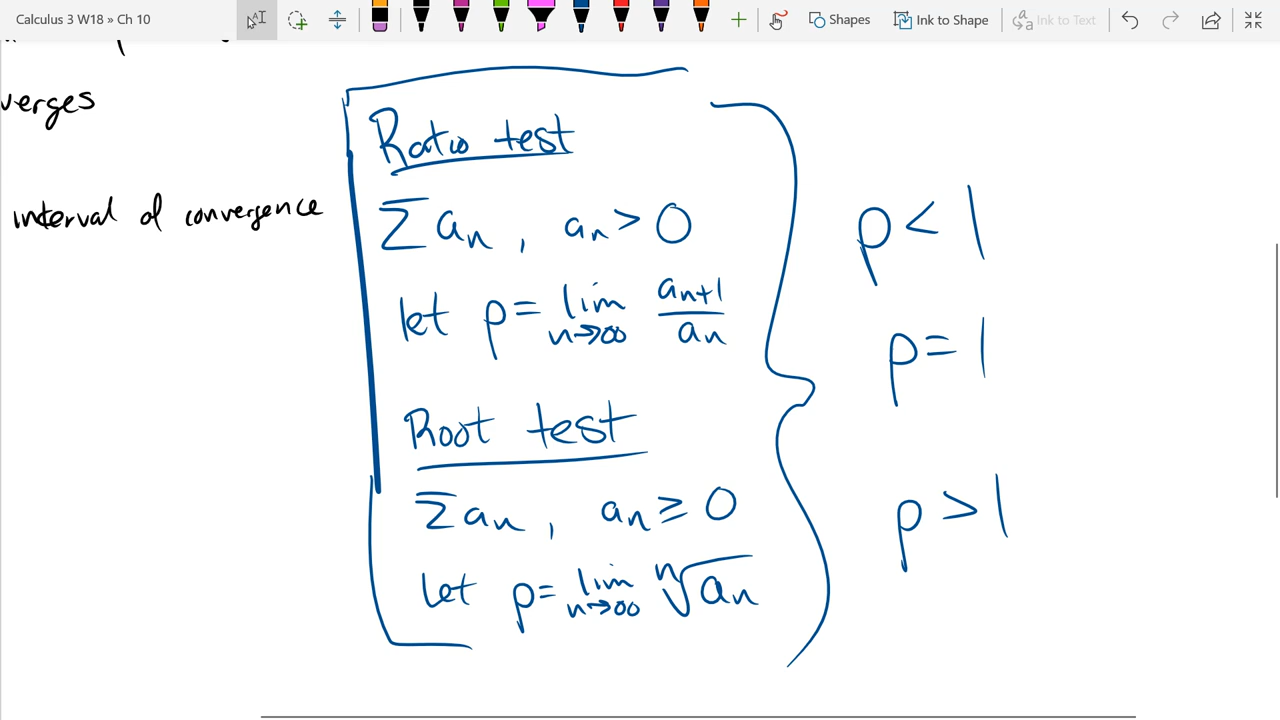 Calculus 3 W18 » Ch 10
Shapes
Ink to Shape
Ink to Text
verges
interval of convergence
Ratio test
Σ aₙ , aₙ > 0
let ρ = lim n→∞ aₙ₊₁/aₙ
Root test
Σ aₙ , aₙ ≥ 0
let ρ = lim n→∞ ⁿ√aₙ
ρ < 1
ρ = 1
ρ > 1